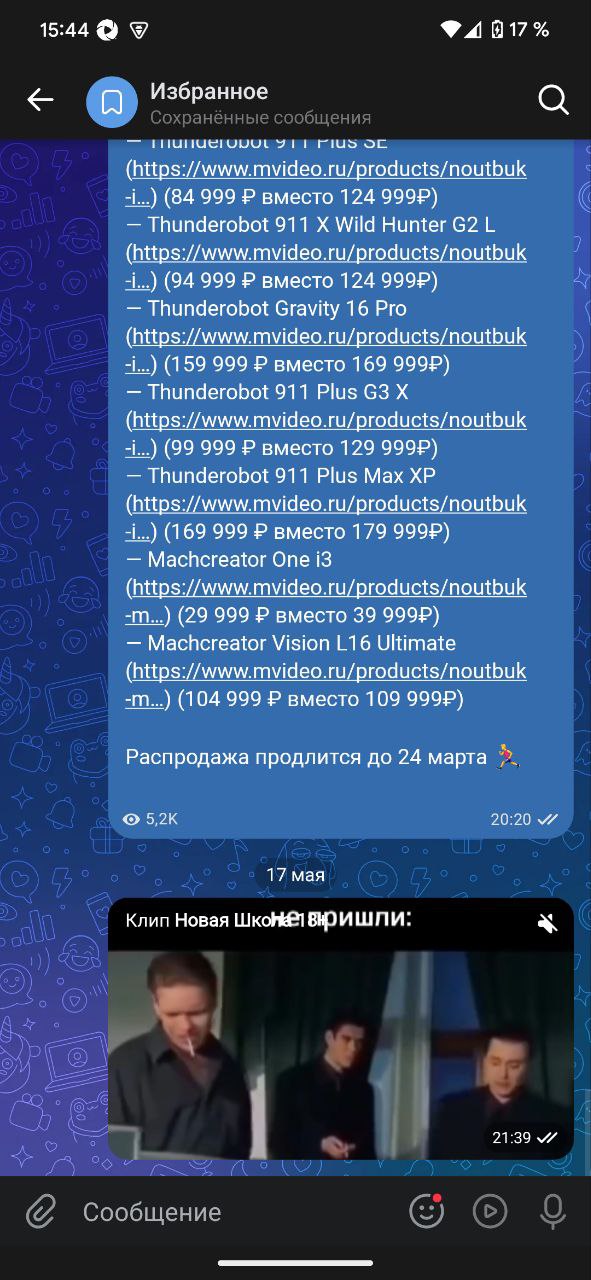 15:44
17 %
Избранное
Сохранённые сообщения
— Thunderobot 911 Plus SE
(https://www.mvideo.ru/products/noutbuk
-i…) (84 999 ₽ вместо 124 999₽)
— Thunderobot 911 X Wild Hunter G2 L
(https://www.mvideo.ru/products/noutbuk
-i…) (94 999 ₽ вместо 124 999₽)
— Thunderobot Gravity 16 Pro
(https://www.mvideo.ru/products/noutbuk
-i…) (159 999 ₽ вместо 169 999₽)
— Thunderobot 911 Plus G3 X
(https://www.mvideo.ru/products/noutbuk
-i…) (99 999 ₽ вместо 129 999₽)
— Thunderobot 911 Plus Max XP
(https://www.mvideo.ru/products/noutbuk
-i…) (169 999 ₽ вместо 179 999₽)
— Machcreator One i3
(https://www.mvideo.ru/products/noutbuk
-m…) (29 999 ₽ вместо 39 999₽)
— Machcreator Vision L16 Ultimate
(https://www.mvideo.ru/products/noutbuk
-m…) (104 999 ₽ вместо 109 999₽)
Распродажа продлится до 24 марта 🏃
5,2K
20:20
17 мая
Клип Новая Школа 18+
не пришли:
21:39
Сообщение